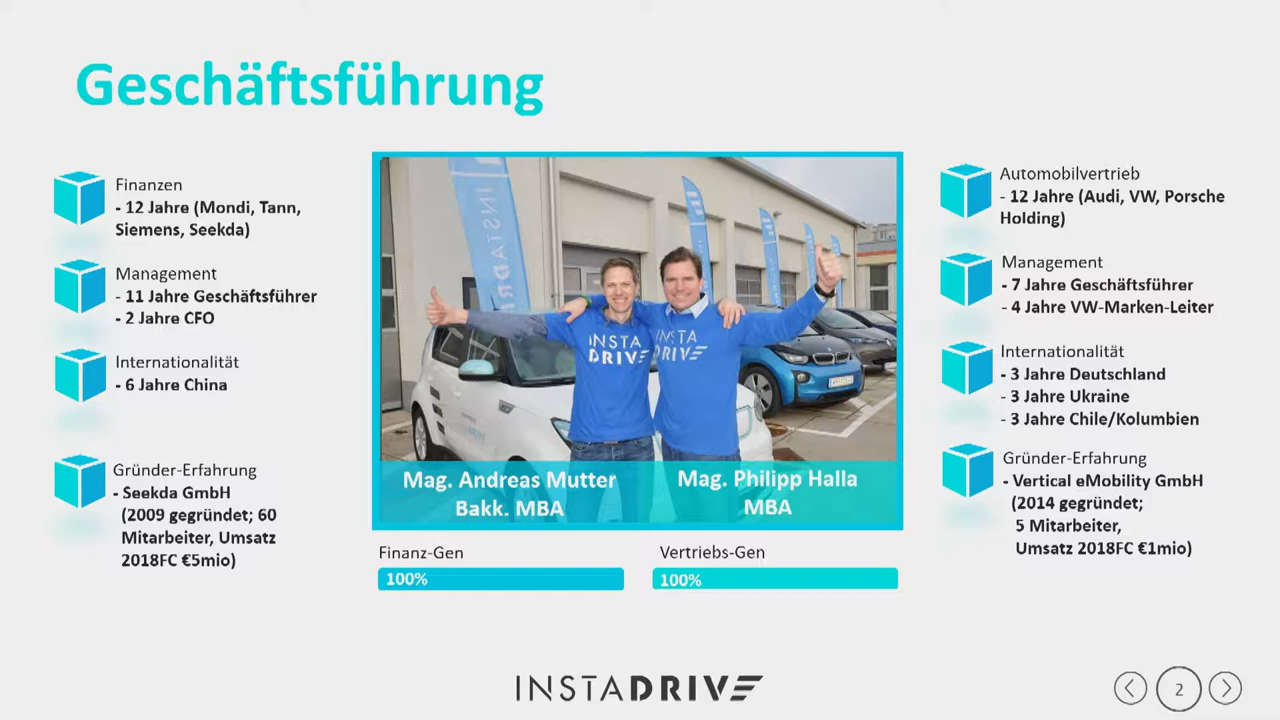 Geschäftsführung
Finanzen
- 12 Jahre (Mondi, Tann,
Siemens, Seekda)
Management
- 11 Jahre Geschäftsführer
- 2 Jahre CFO
Internationalität
- 6 Jahre China
Gründer-Erfahrung
- Seekda GmbH
(2009 gegründet; 60
Mitarbeiter, Umsatz
2018FC €5mio)
INSTADRI
INSTA
DRIVE
INSTA
DRIVE
Mag. Andreas Mutter
Bakk. MBA
Mag. Philipp Halla
MBA
Finanz-Gen
100%
Vertriebs-Gen
100%
Automobilvertrieb
- 12 Jahre (Audi, VW, Porsche
Holding)
Management
- 7 Jahre Geschäftsführer
- 4 Jahre VW-Marken-Leiter
Internationalität
- 3 Jahre Deutschland
- 3 Jahre Ukraine
- 3 Jahre Chile/Kolumbien
Gründer-Erfahrung
- Vertical eMobility GmbH
(2014 gegründet;
5 Mitarbeiter,
Umsatz 2018FC €1mio)
INSTADRIVE
2